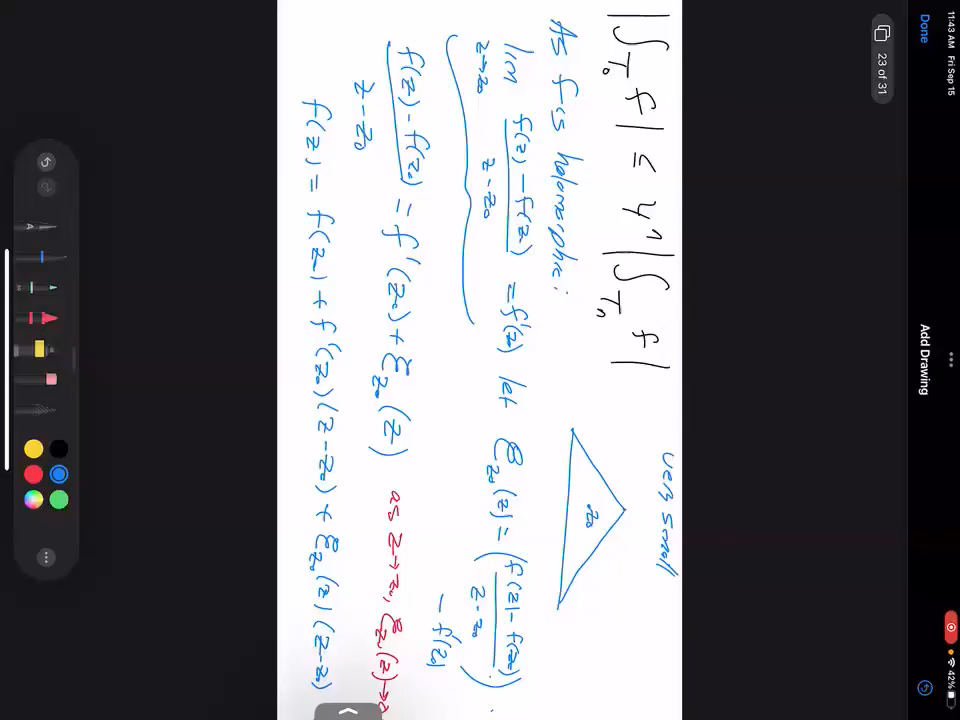 11:43 AM Fri Sep 15
42%
Done
Add Drawing
23 of 31
|∫_{T_0} f| ≤ 4^n |∫_{T_n} f|
very small
z_0
As f is holomorphic:
lim_{z→z_0} (f(z) - f(z_0))/(z - z_0) = f'(z_0) let ε_{z_0}(z) = ((f(z) - f(z_0))/(z - z_0)) - f'(z_0)
(f(z) - f(z_0))/(z - z_0) = f'(z_0) + ε_{z_0}(z) as z→z_0, ε_{z_0}(z)→0
f(z) = f(z_0) + f'(z_0)(z - z_0) + ε_{z_0}(z)(z - z_0)